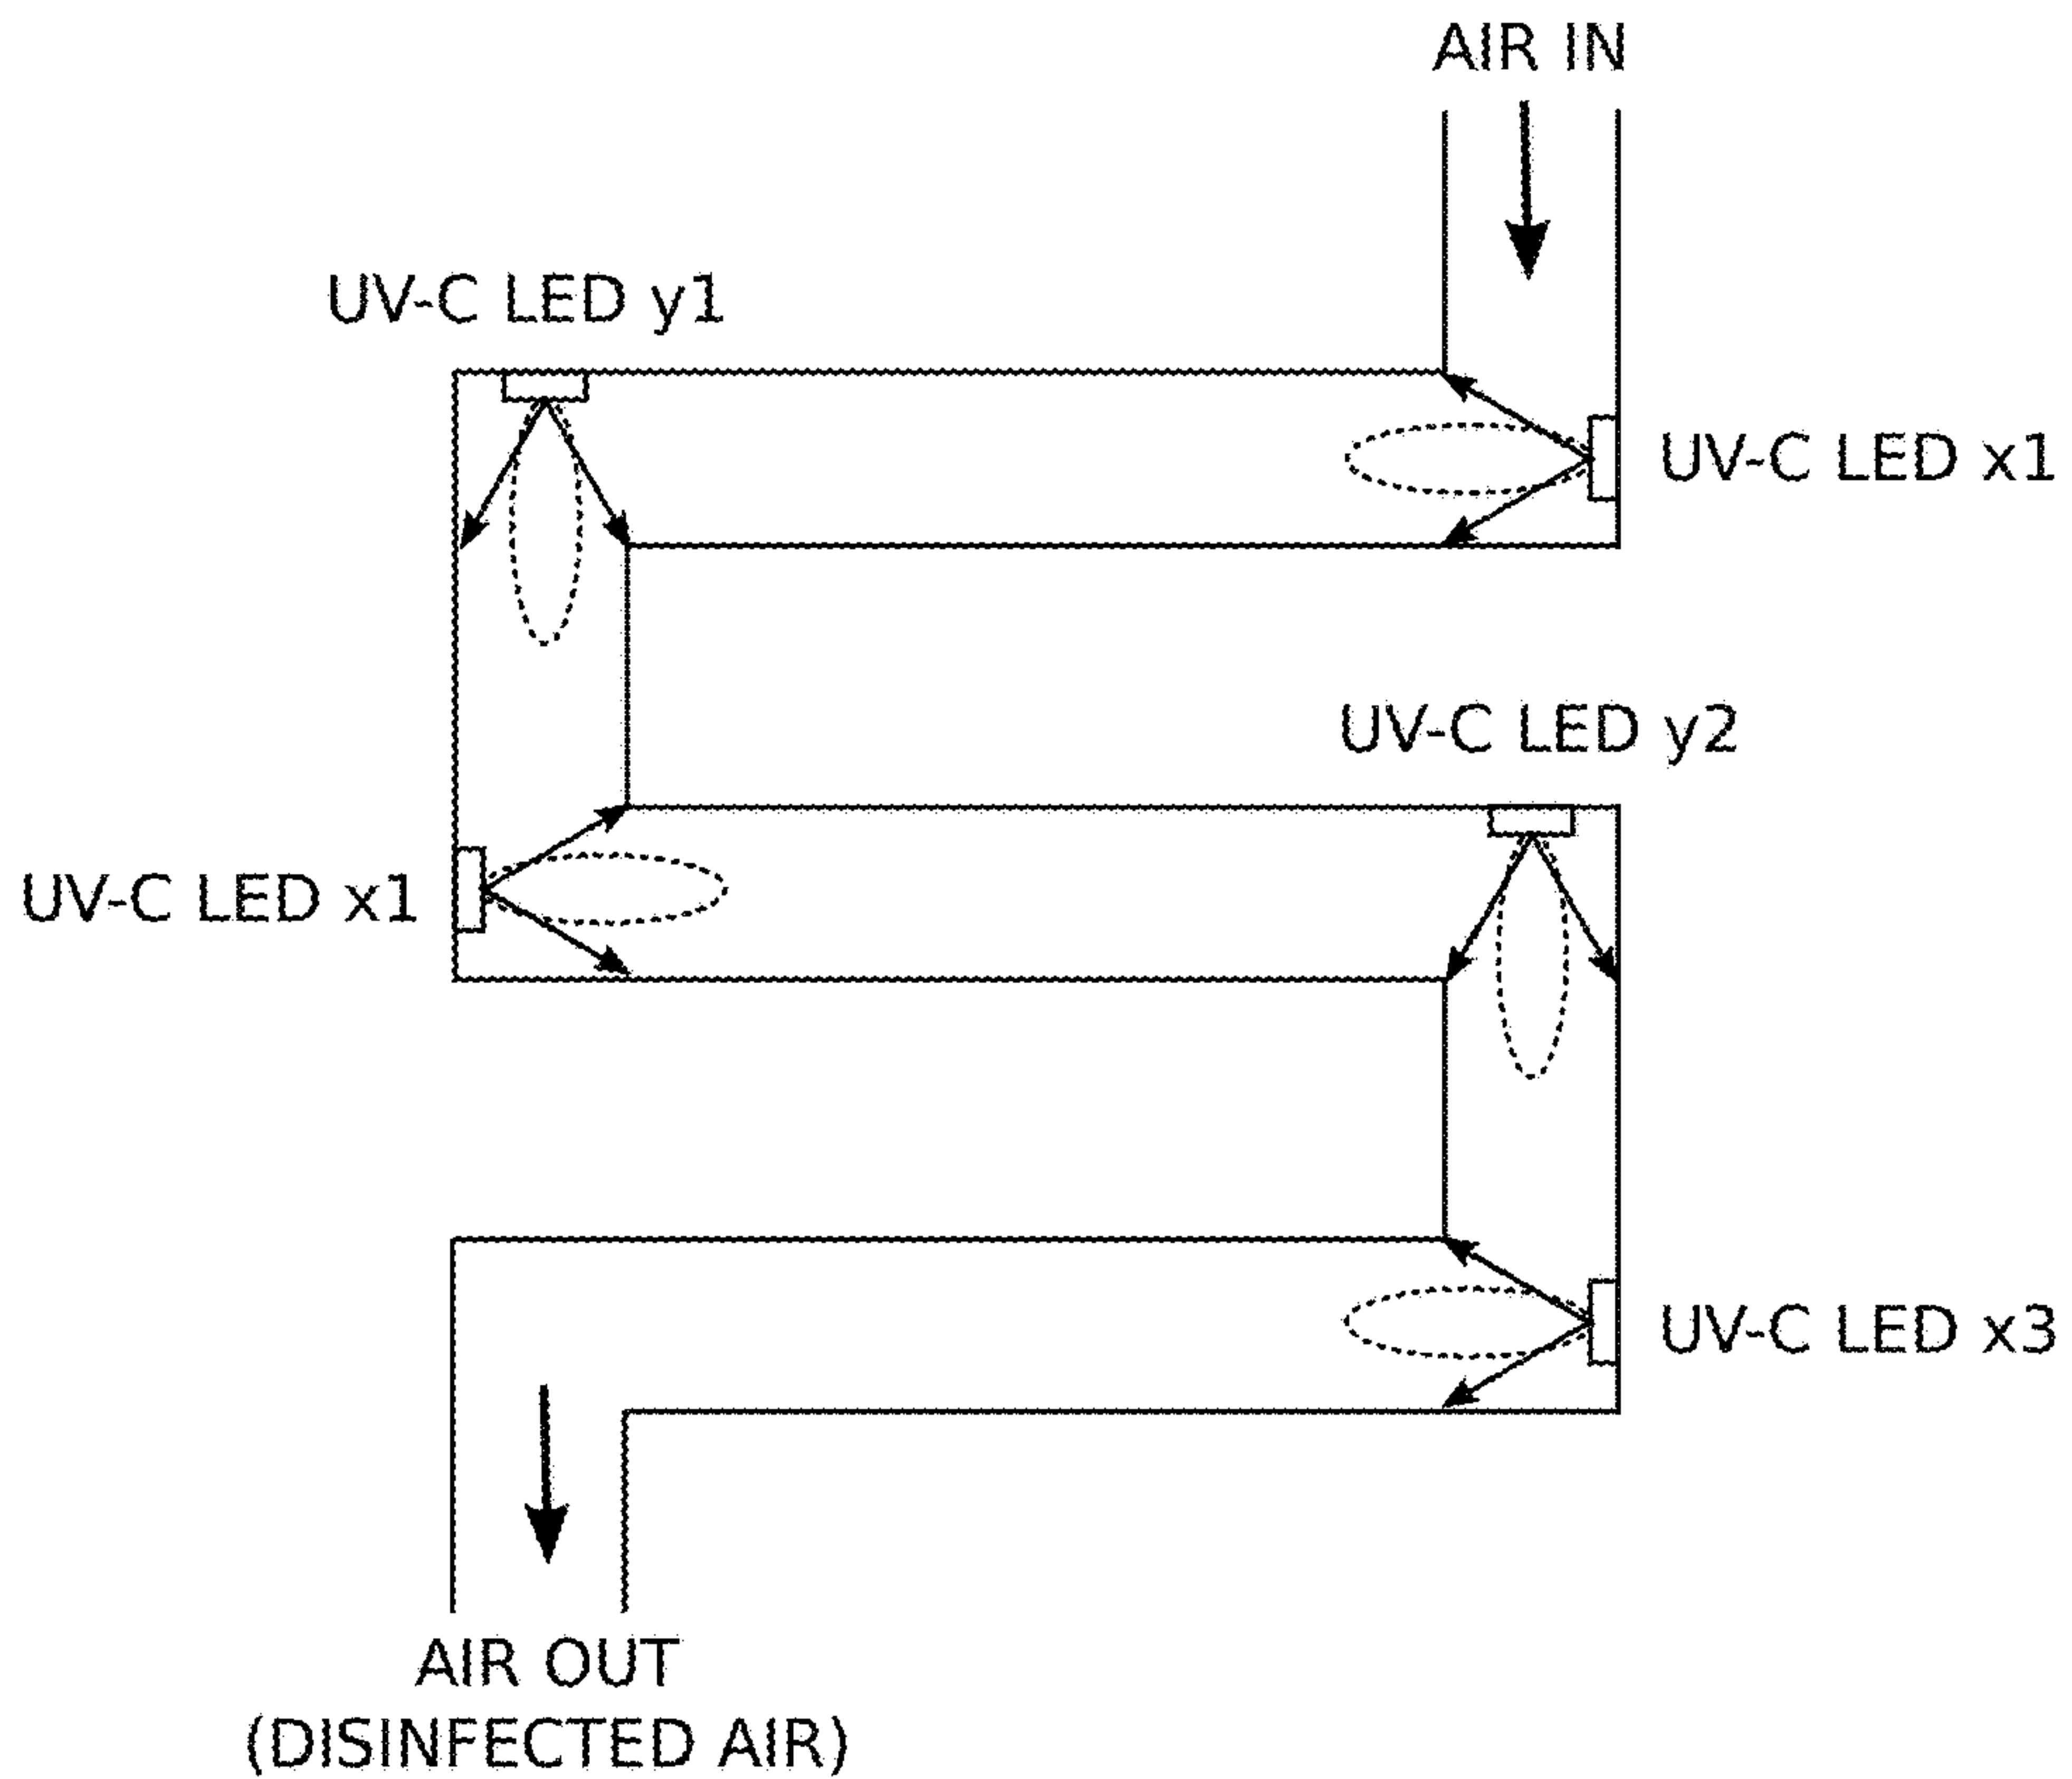 AIR IN
UV-C LED y1
UV-C LED x1
UV-C LED y2
UV-C LED x1
UV-C LED x3
AIR OUT
(DISINFECTED AIR)